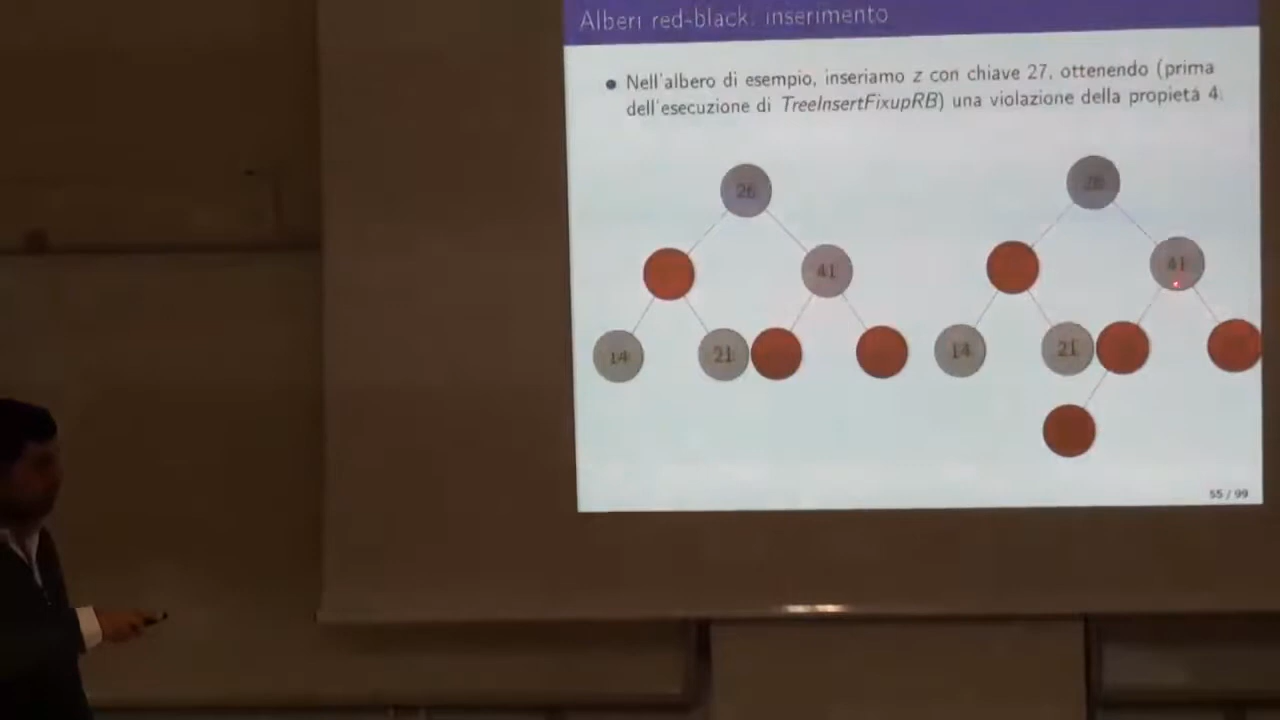 Alberi red-black: inserimento
Nell'albero di esempio, inseriamo z con chiave 27, ottenendo (prima
dell'esecuzione di TreeInsertFixupRB) una violazione della propietà 4:
26
26
41
41
14
21
14
21
55 / 99